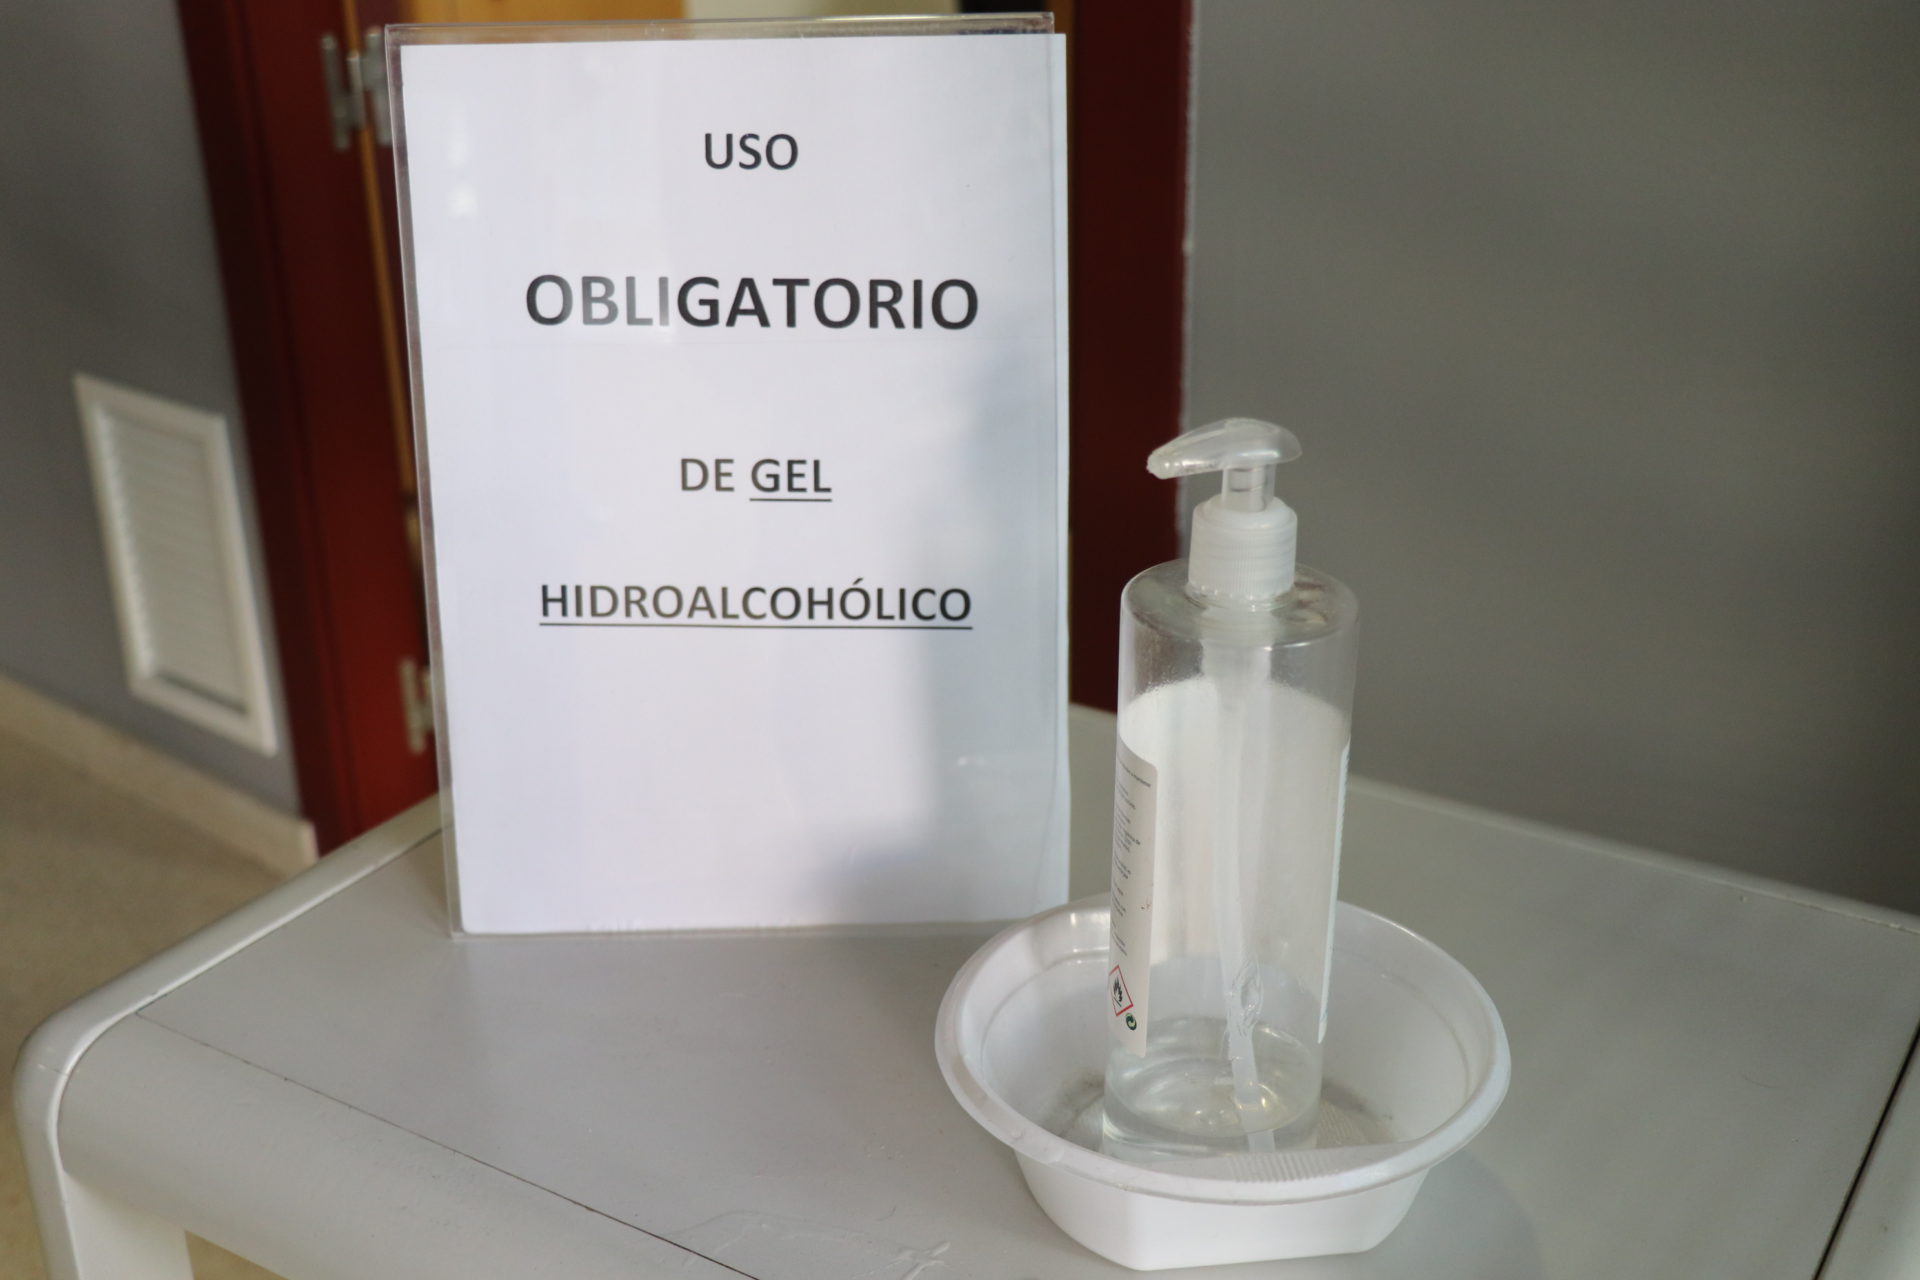 USO
OBLIGATORIO
DE GEL
HIDROALCOHÓLICO